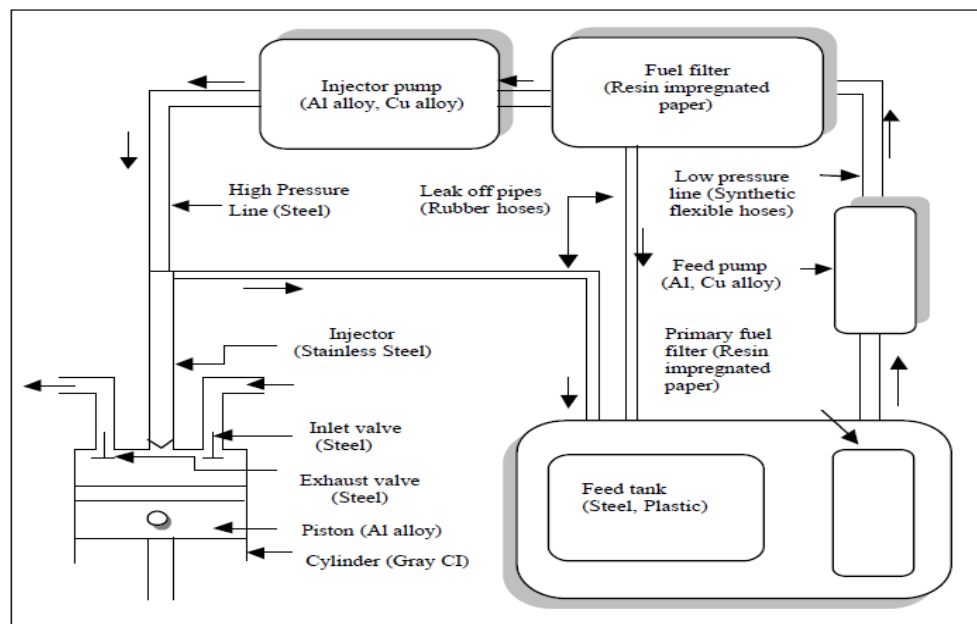 Injector pump
(Al alloy, Cu alloy)
Fuel filter
(Resin impregnated
paper)
High Pressure
Line (Steel)
Leak off pipes
(Rubber hoses)
Low pressure
line (Synthetic
flexible hoses)
Feed pump
(Al, Cu alloy)
Primary fuel
filter (Resin
impregnated
paper)
Injector
(Stainless Steel)
Inlet valve
(Steel)
Exhaust valve
(Steel)
Piston (Al alloy)
Cylinder (Gray CI)
Feed tank
(Steel, Plastic)